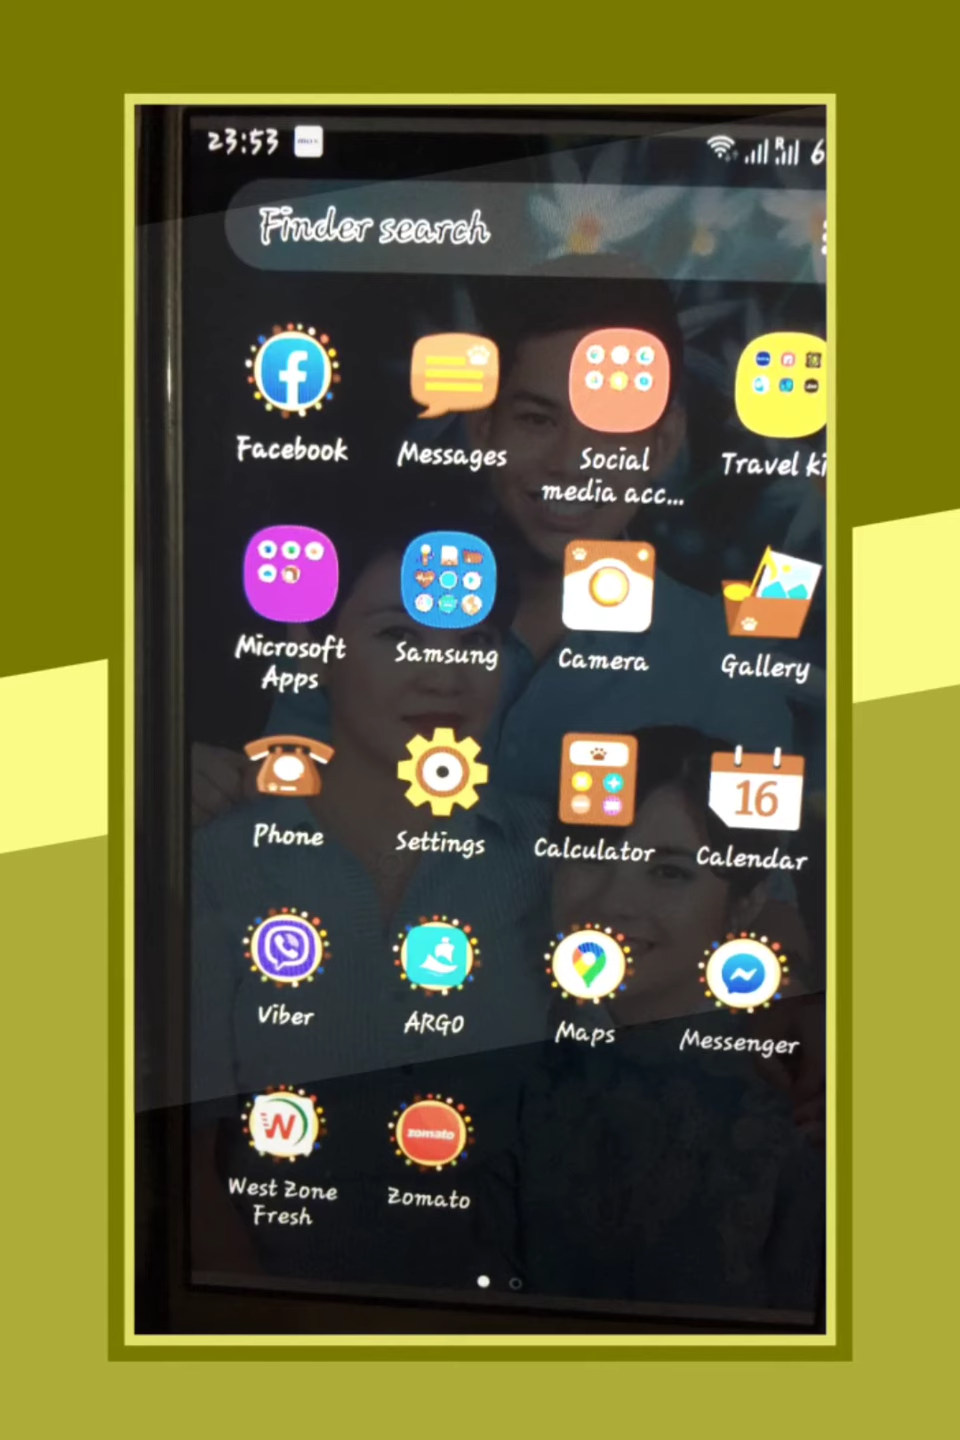 23:53
R
6
Finder search
Facebook
Messages
Social
media acc...
Travel ki
Microsoft
Apps
Samsung
Camera
Gallery
Phone
Settings
Calculator
16
Calendar
Viber
ARGO
Maps
Messenger
W
zomato
West Zone
Fresh
Zomato